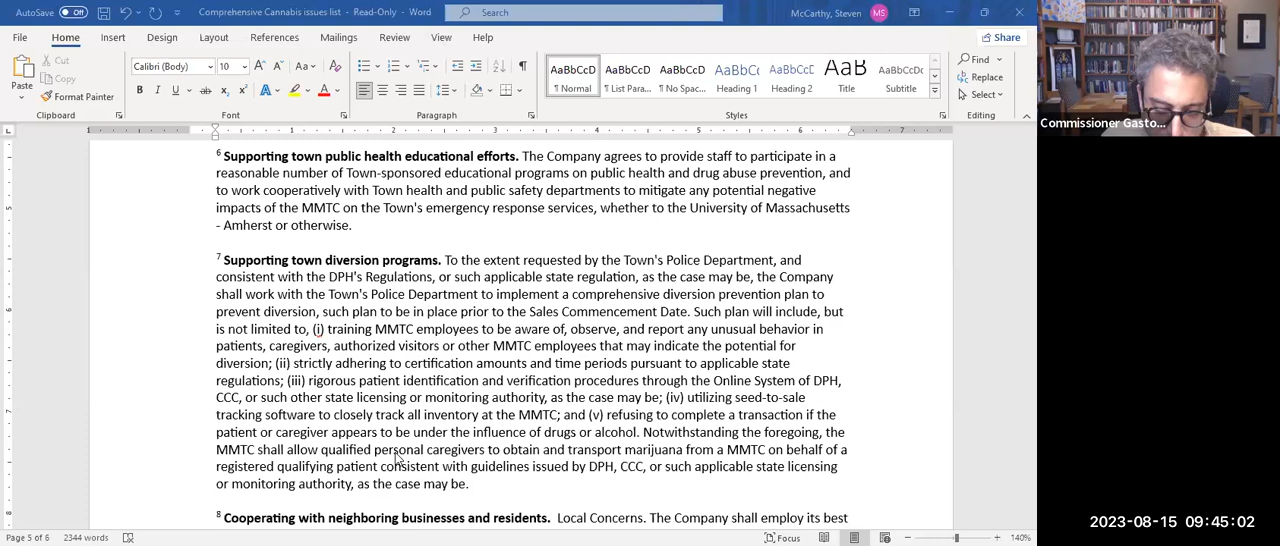 AutoSave Off
Comprehensive Cannabis issues list - Read-Only - Word
Search
McCarthy, Steven
MS
File Home Insert Design Layout References Mailings Review View Help
Share
Paste
Cut
Copy
Format Painter
Clipboard
Calibri (Body) 10
Font
Paragraph
AaBbCcD AaBbCcD AaBbCcD AaBbCc AaBbCcD AaB AaBbCcDc
¶ Normal ¶ List Para... ¶ No Spac... Heading 1 Heading 2 Title Subtitle
Styles
Find
Replace
Select
Editing
Commissioner Gasto...
6 Supporting town public health educational efforts. The Company agrees to provide staff to participate in a
reasonable number of Town-sponsored educational programs on public health and drug abuse prevention, and
to work cooperatively with Town health and public safety departments to mitigate any potential negative
impacts of the MMTC on the Town's emergency response services, whether to the University of Massachusetts
- Amherst or otherwise.
7 Supporting town diversion programs. To the extent requested by the Town's Police Department, and
consistent with the DPH's Regulations, or such applicable state regulation, as the case may be, the Company
shall work with the Town's Police Department to implement a comprehensive diversion prevention plan to
prevent diversion, such plan to be in place prior to the Sales Commencement Date. Such plan will include, but
is not limited to, (i) training MMTC employees to be aware of, observe, and report any unusual behavior in
patients, caregivers, authorized visitors or other MMTC employees that may indicate the potential for
diversion; (ii) strictly adhering to certification amounts and time periods pursuant to applicable state
regulations; (iii) rigorous patient identification and verification procedures through the Online System of DPH,
CCC, or such other state licensing or monitoring authority, as the case may be; (iv) utilizing seed-to-sale
tracking software to closely track all inventory at the MMTC; and (v) refusing to complete a transaction if the
patient or caregiver appears to be under the influence of drugs or alcohol. Notwithstanding the foregoing, the
MMTC shall allow qualified personal caregivers to obtain and transport marijuana from a MMTC on behalf of a
registered qualifying patient consistent with guidelines issued by DPH, CCC, or such applicable state licensing
or monitoring authority, as the case may be.
8 Cooperating with neighboring businesses and residents. Local Concerns. The Company shall employ its best
Page 5 of 6 2344 words
Focus
140%
2023-08-15 09:45:02